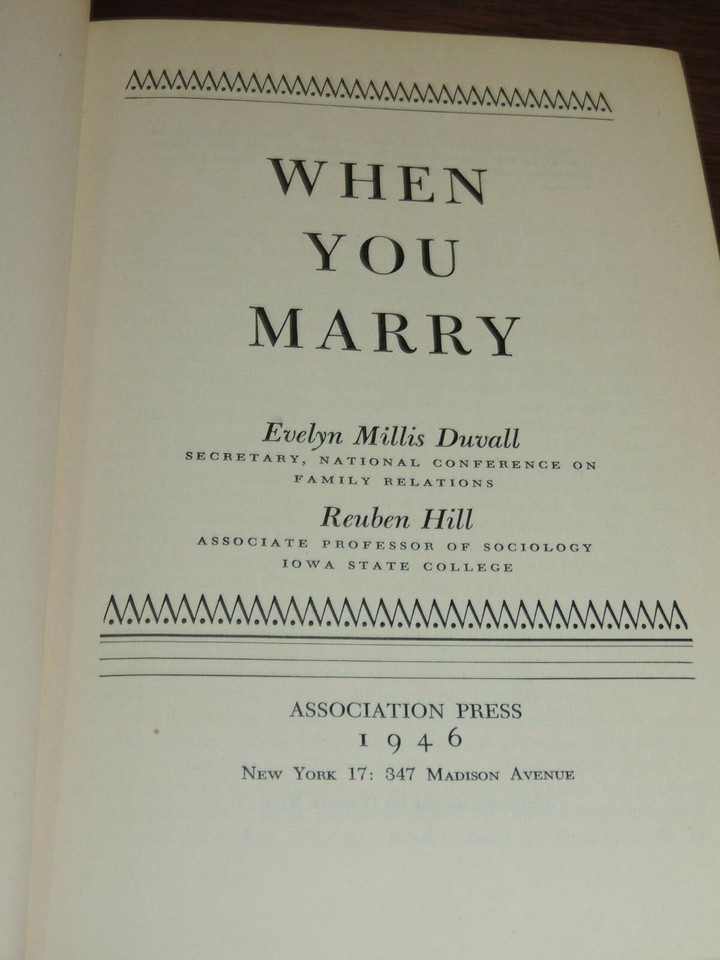 WHEN
YOU
MARRY
Evelyn Millis Duvall
SECRETARY, NATIONAL CONFERENCE ON
FAMILY RELATIONS
Reuben Hill
ASSOCIATE PROFESSOR OF SOCIOLOGY
IOWA STATE COLLEGE
ASSOCIATION PRESS
1946
NEW YORK 17: 347 MADISON AVENUE